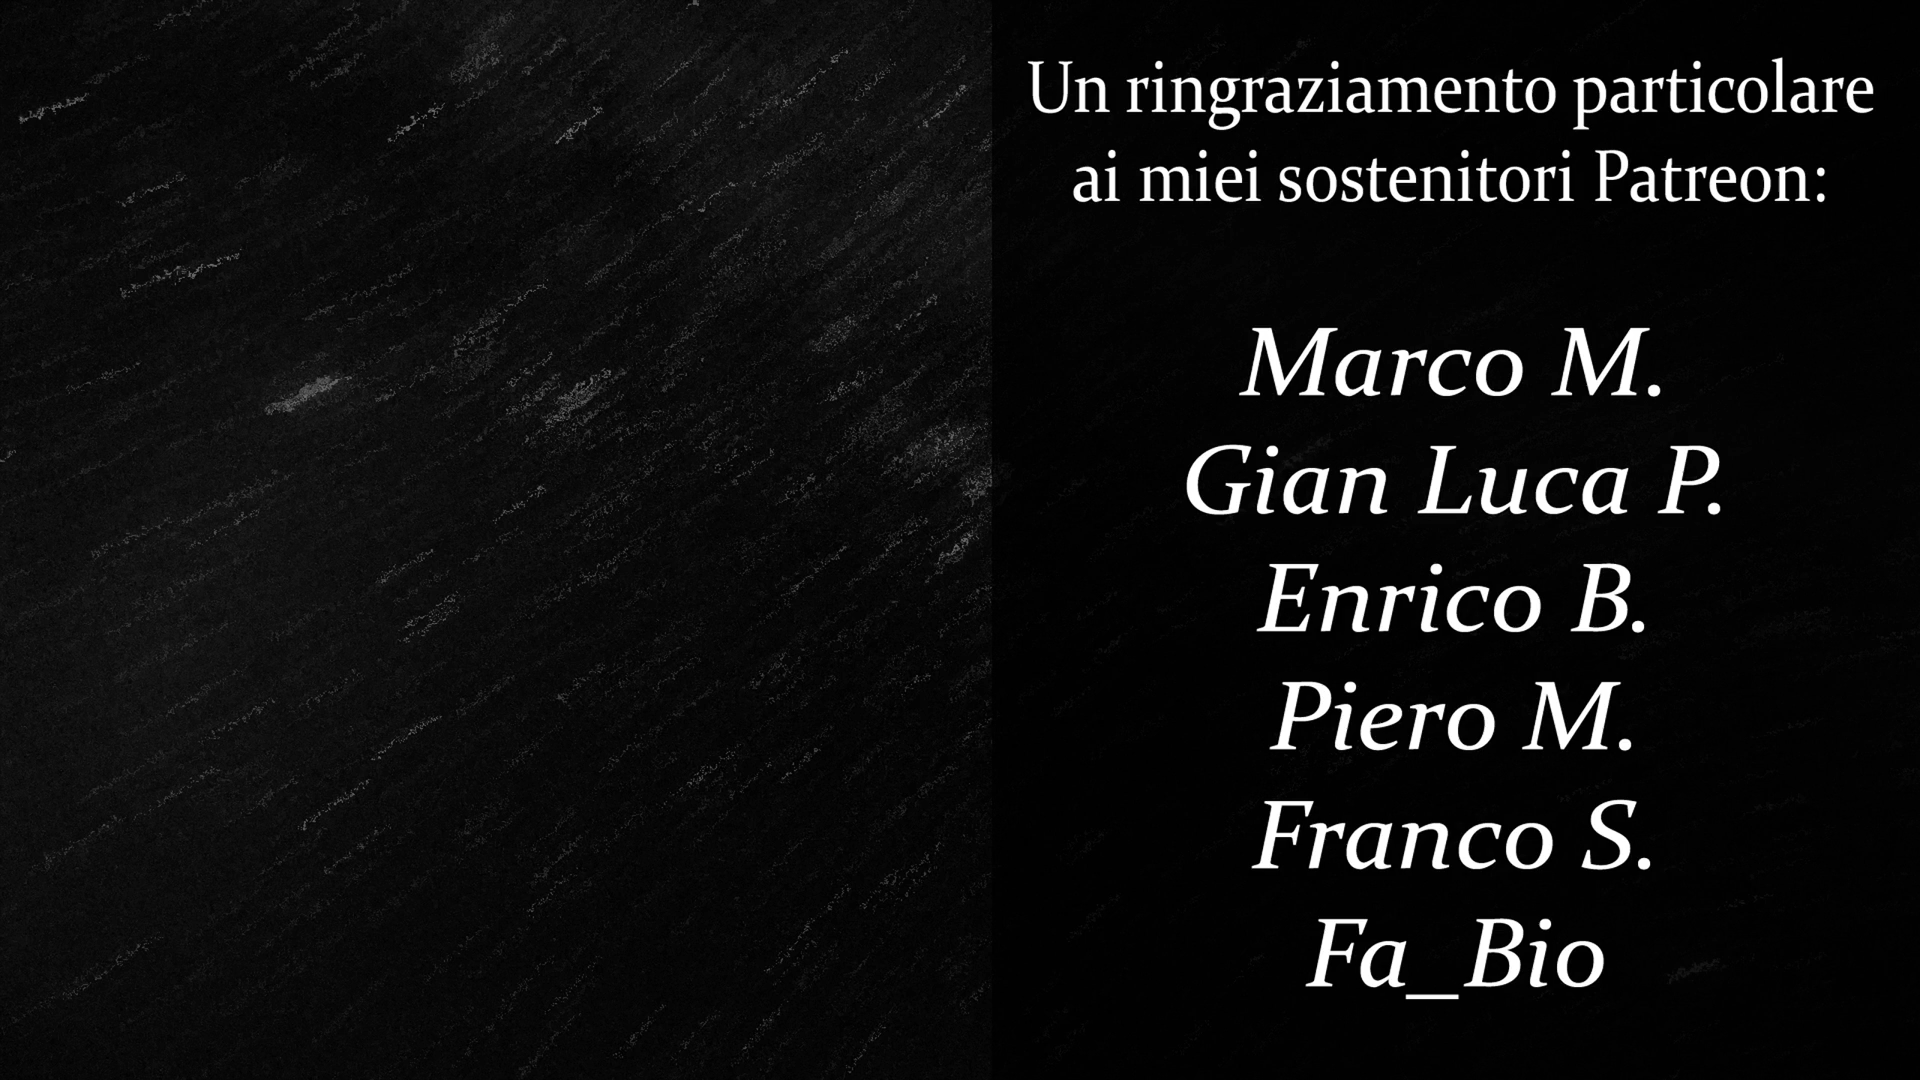 Un ringraziamento particolare
ai miei sostenitori Patreon:
Marco M.
Gian Luca P.
Enrico B.
Piero M.
Franco S.
Fa_Bio